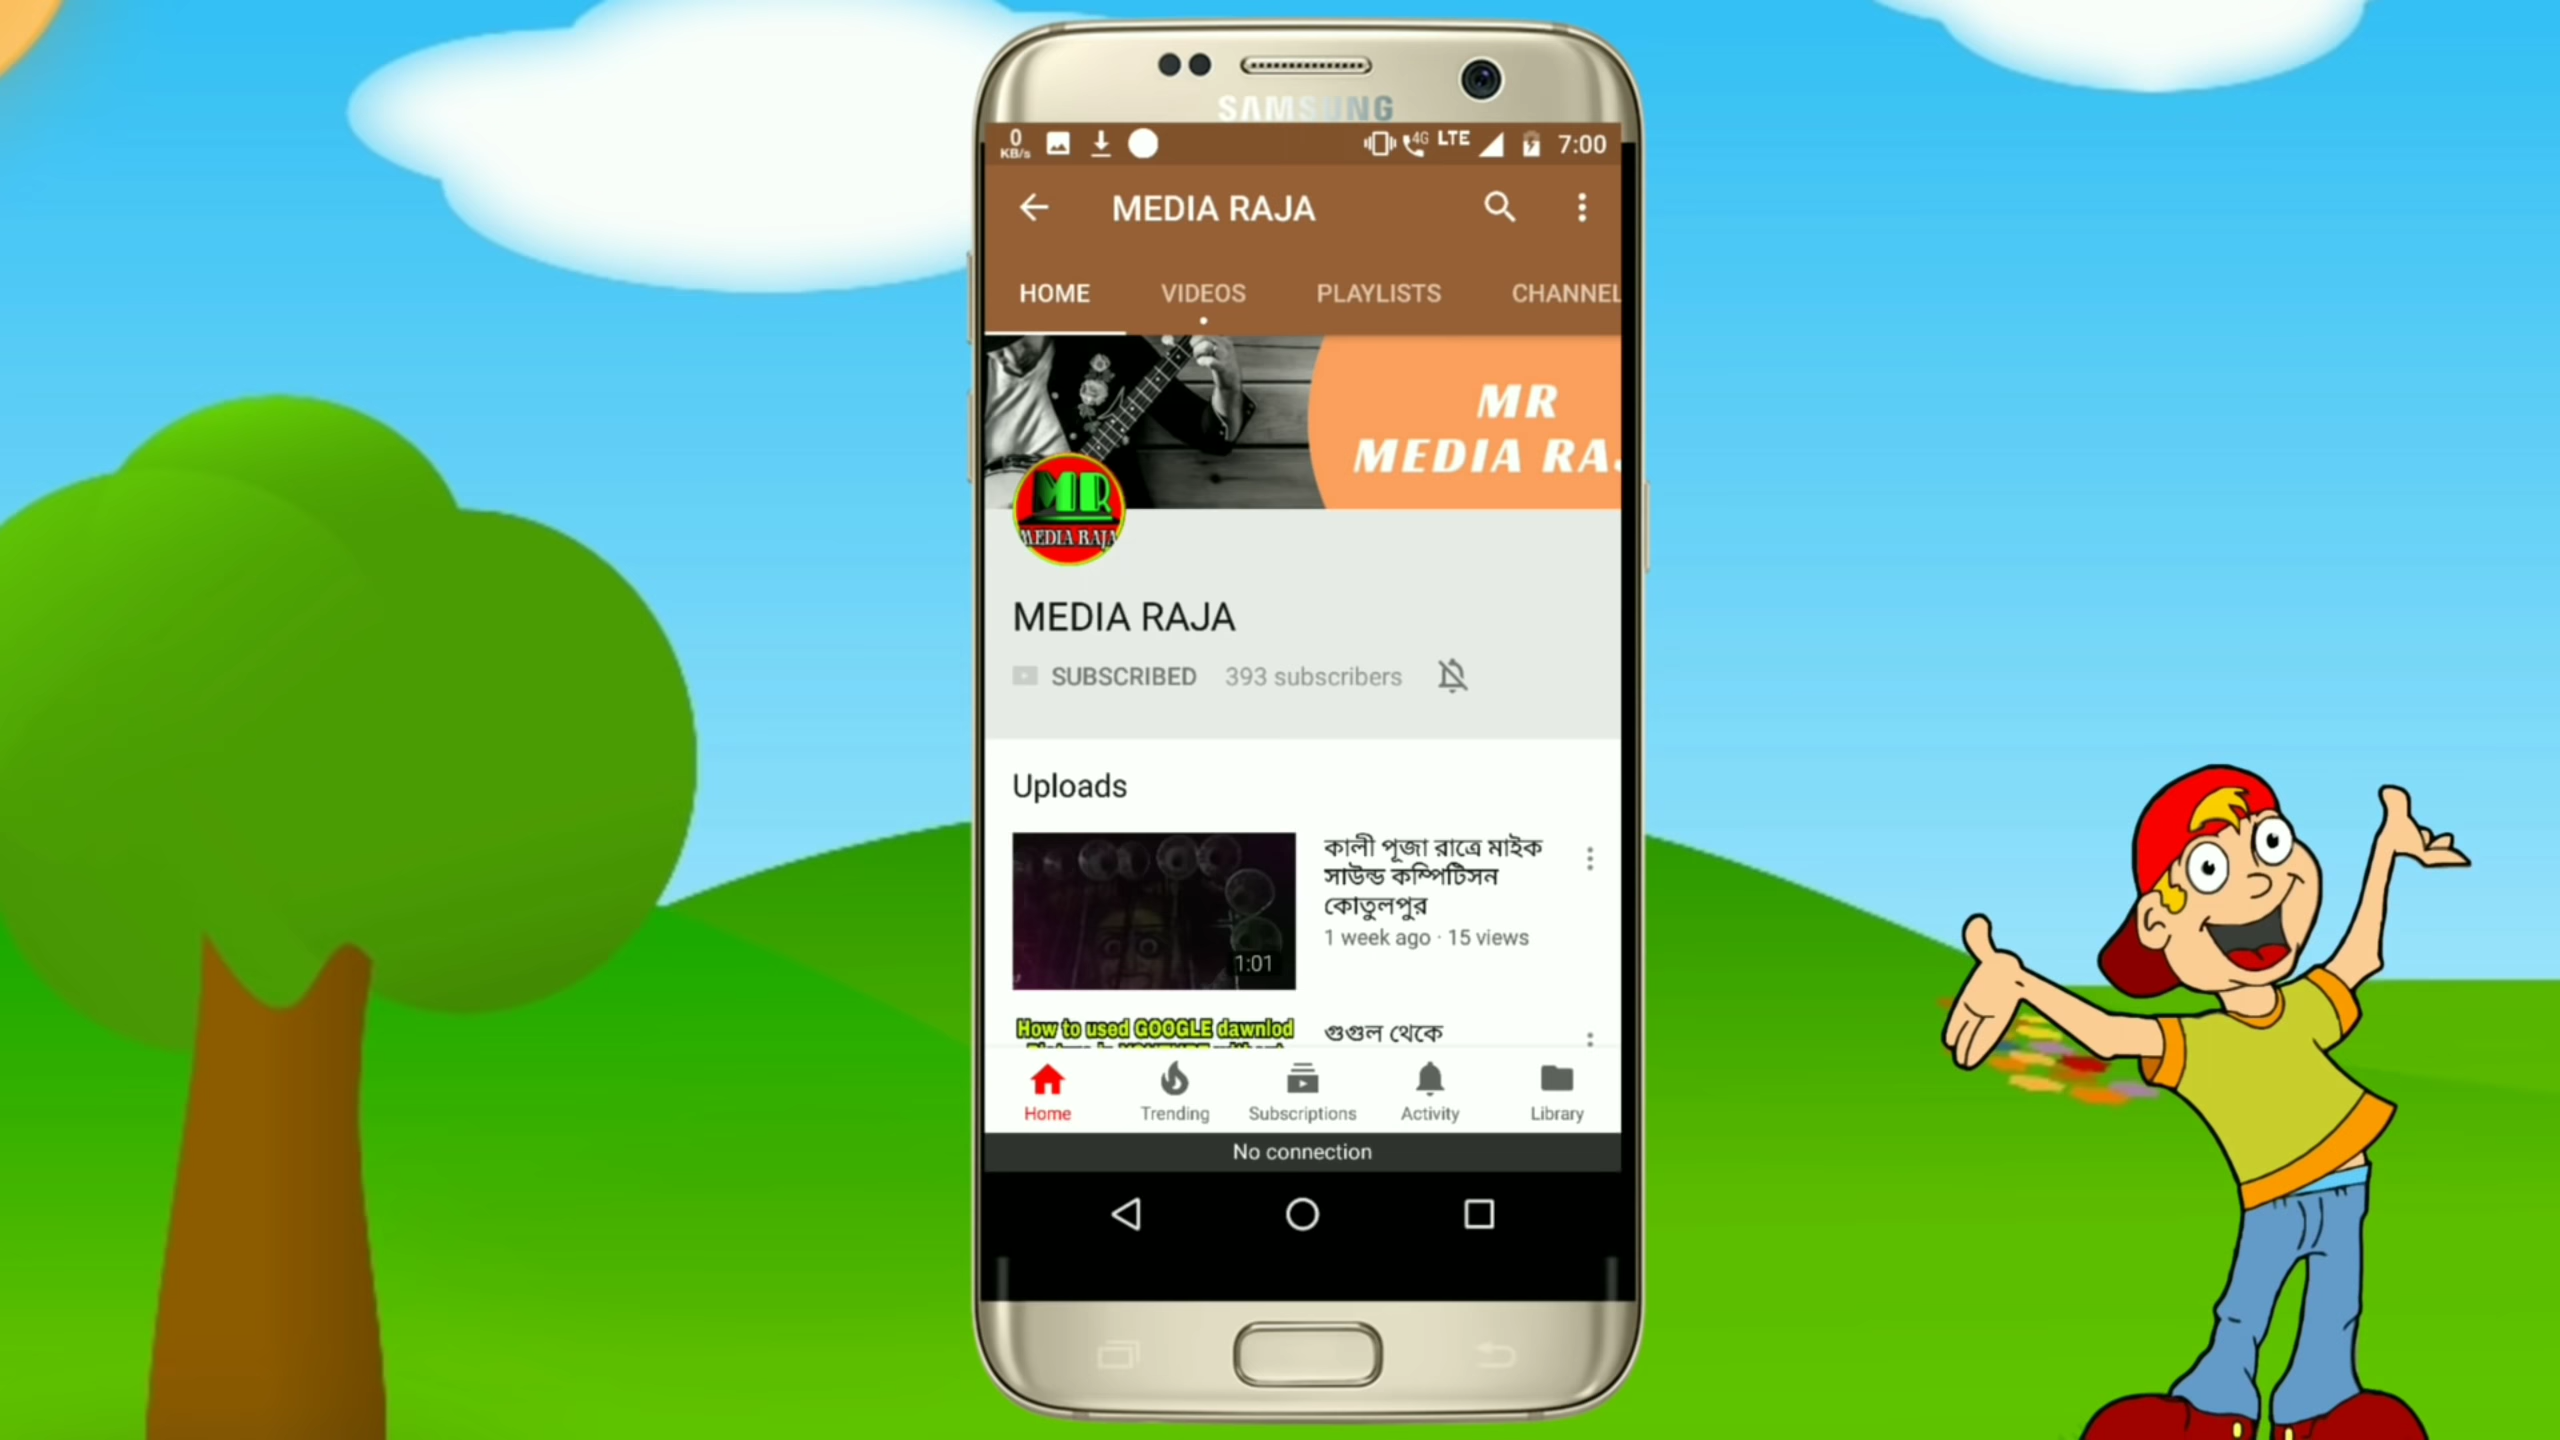 SAMSUNG
0
KB/s
4G LTE 7:00
MEDIA RAJA
HOME VIDEOS PLAYLISTS CHANNEL
MR
MEDIA RA
MR
MEDIA RAJA
MEDIA RAJA
SUBSCRIBED 393 subscribers
Uploads
কালী পূজা রাত্রে মাইক
সাউন্ড কম্পিটিসন
কোতুলপুর
1 week ago · 15 views
1:01
How to used GOOGLE dawnlod
গুগুল থেকে
Home Trending Subscriptions Activity Library
No connection